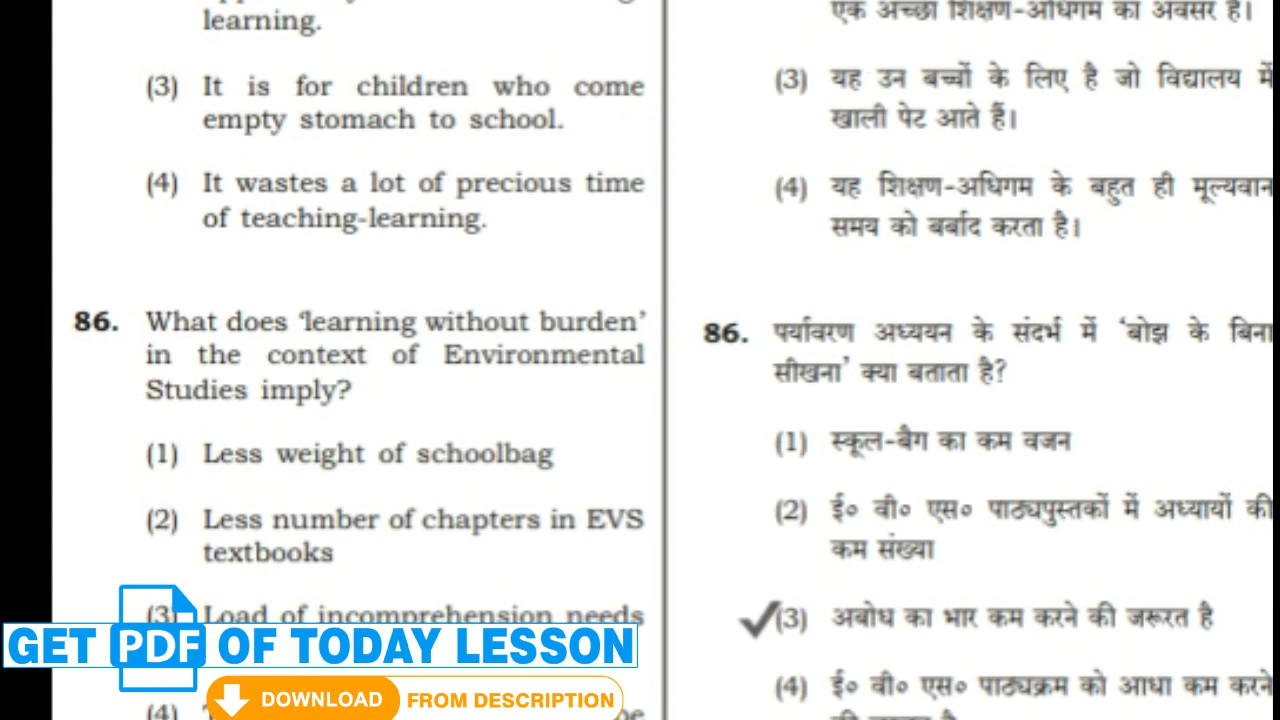 learning.
(3) It is for children who come
empty stomach to school.
(4) It wastes a lot of precious time
of teaching-learning.
86. What does ‘learning without burden’
in the context of Environmental
Studies imply?
(1) Less weight of schoolbag
(2) Less number of chapters in EVS
textbooks
(3) Load of incomprehension needs
(4)
एक अच्छा शिक्षण-अधिगम का अवसर है।
(3) यह उन बच्चों के लिए है जो विद्यालय में
खाली पेट आते हैं।
(4) यह शिक्षण-अधिगम के बहुत ही मूल्यवान
समय को बर्बाद करता है।
86. पर्यावरण अध्ययन के संदर्भ में ‘बोझ के बिना
सीखना’ क्या बताता है?
(1) स्कूल-बैग का कम वजन
(2) ई० वी० एस० पाठ्यपुस्तकों में अध्यायों की
कम संख्या
(3) अबोध का भार कम करने की जरूरत है
(4) ई० वी० एस० पाठ्यक्रम को आधा कम करने
GET PDF OF TODAY LESSON
DOWNLOAD FROM DESCRIPTION